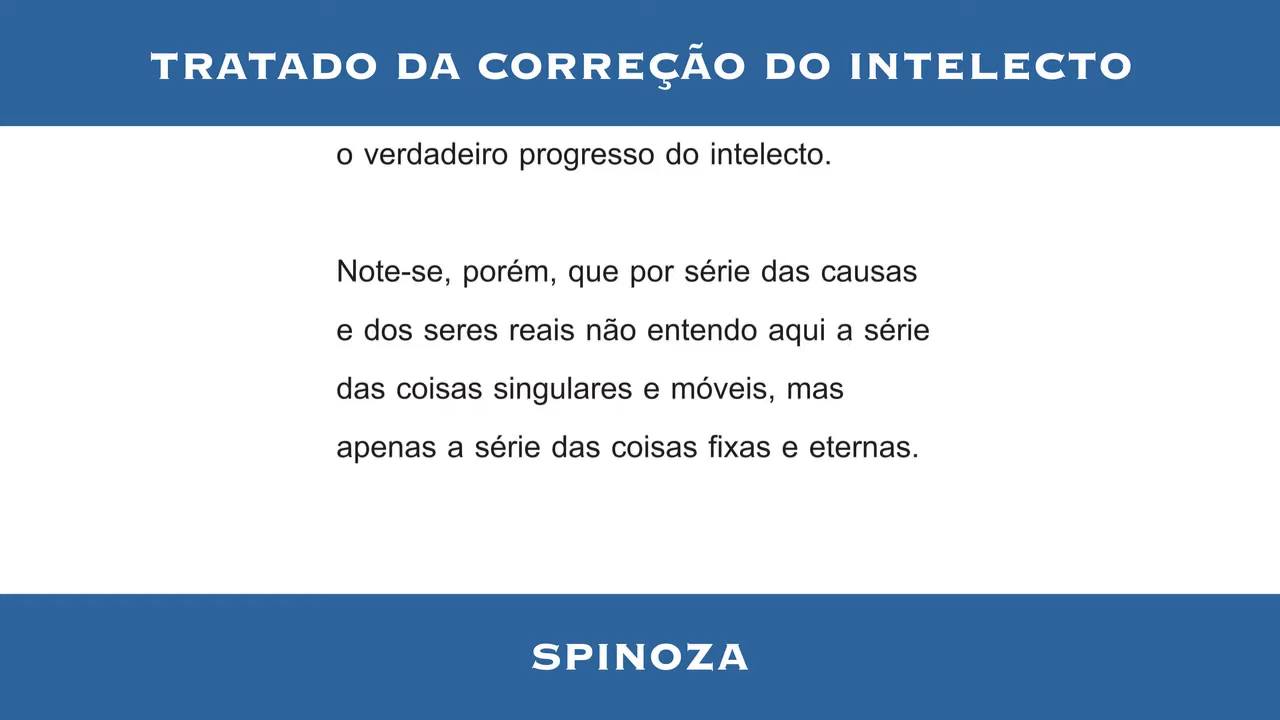 TRATADO DA CORREÇÃO DO INTELECTO
o verdadeiro progresso do intelecto.
Note-se, porém, que por série das causas
e dos seres reais não entendo aqui a série
das coisas singulares e móveis, mas
apenas a série das coisas fixas e eternas.
SPINOZA